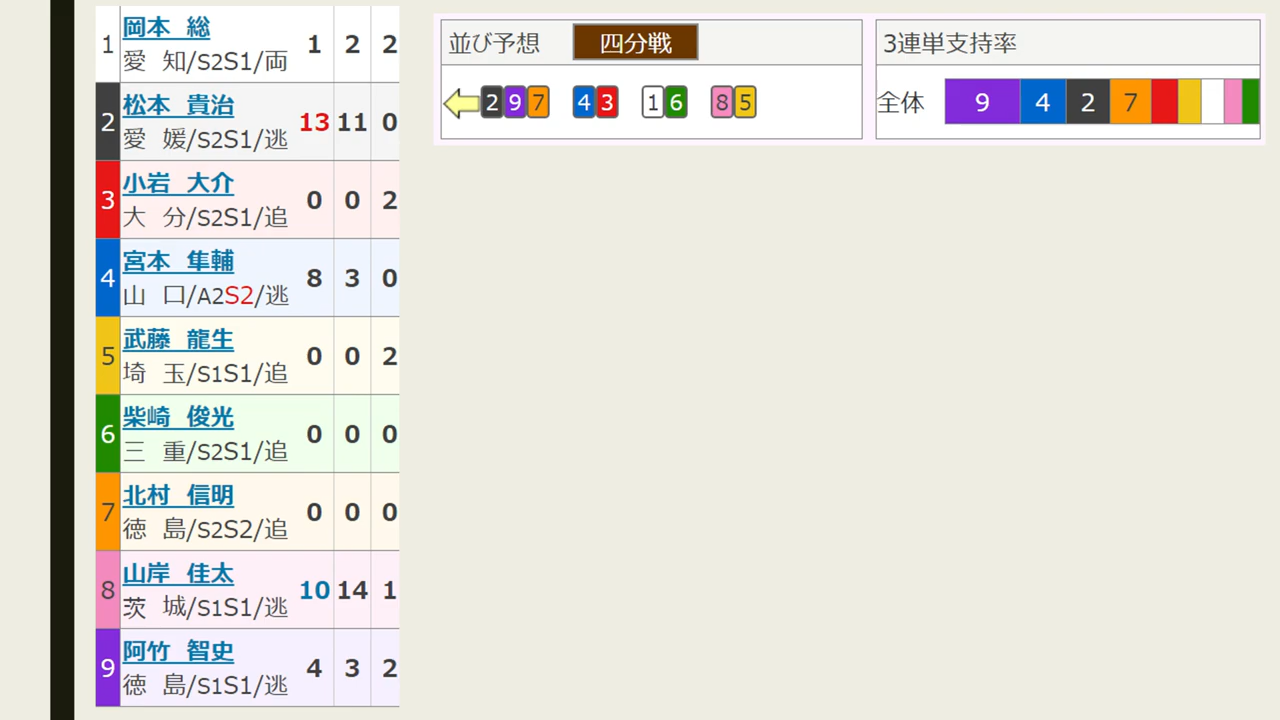 1 岡本 総 1 2 2
愛 知/S2S1/両
2 松本 貴治 13 11 0
愛 媛/S2S1/逃
3 小岩 大介 0 0 2
大 分/S2S1/追
4 宮本 隼輔 8 3 0
山 口/A2S2/逃
5 武藤 龍生 0 0 2
埼 玉/S1S1/追
6 柴崎 俊光 0 0 0
三 重/S2S1/追
7 北村 信明 0 0 0
徳 島/S2S2/追
8 山岸 佳太 10 14 1
茨 城/S1S1/逃
9 阿竹 智史 4 3 2
徳 島/S1S1/逃
並び予想 四分戦
2 9 7 4 3 1 6 8 5
3連単支持率
全体 9 4 2 7